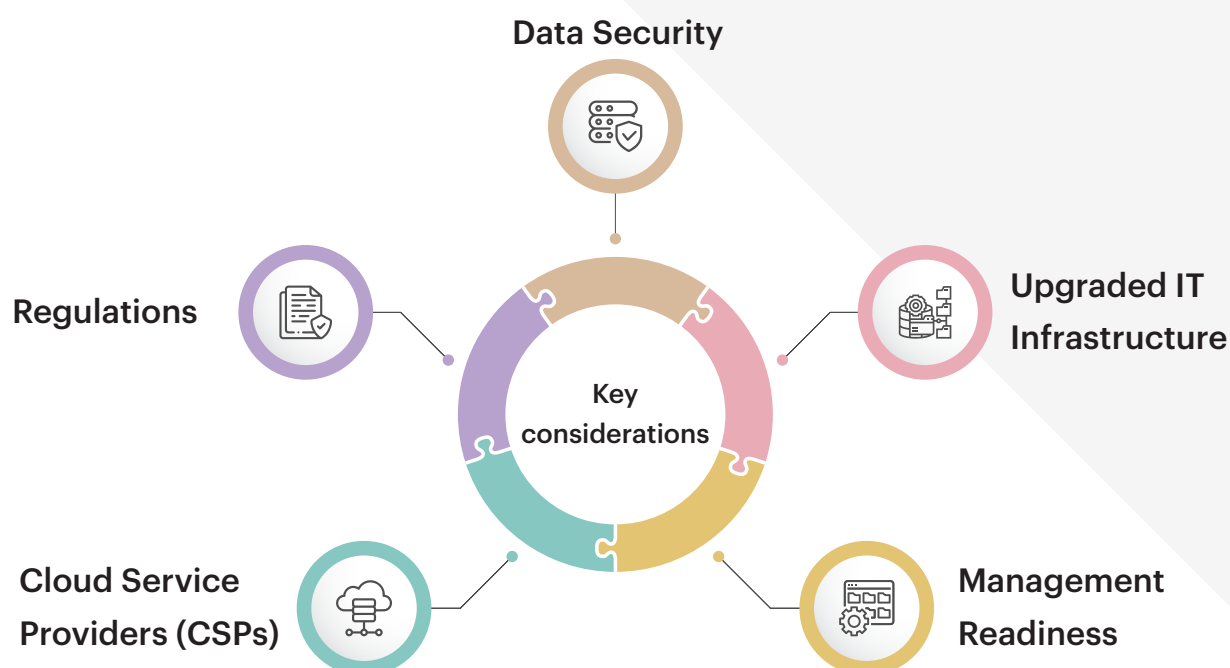 Data Security
Regulations
Upgraded IT
Infrastructure
Key
considerations
Cloud Service
Providers (CSPs)
Management
Readiness